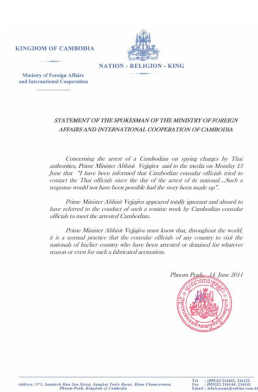 KINGDOM OF CAMBODIA
NATION - RELIGION - KING
Ministry of Foreign Affairs
and International Cooperation
STATEMENT OF THE SPOKESMAN OF THE MINISTRY OF FOREIGN
AFFAIRS AND INTERNATIONAL COOPERATION OF CAMBODIA
Concerning the arrest of a Cambodian on spying charges by Thai
authorities, Prime Minister Abhisit Vejjajiva said to the media on Monday 13
June that "I have been informed that Cambodian consular officials tried to
contact the Thai officials since the day of the arrest of its national....Such a
response would not have been possible had the story been made up".
Prime Minister Abhisit Vejjajiva appeared totally ignorant and absurd to
have referred to the conduct of such a routine work by Cambodian consular
officials to meet the arrested Cambodian.
Prime Minister Abhisit Vejjajiva must know that, throughout the world,
it is a normal practice that the consular officials of any country to visit the
nationals of his/her country who have been arrested or detained for whatever
reason or even for such a fabricated accusation.
Phnom Penh, 14 June 2011
Address: N°3, Samdech Hun Sen Street, Sangkat Tonle Bassac, Khan Chamcarmon,
Phnom Penh, Kingdom of Cambodia
Tel.
Fax.
Email :